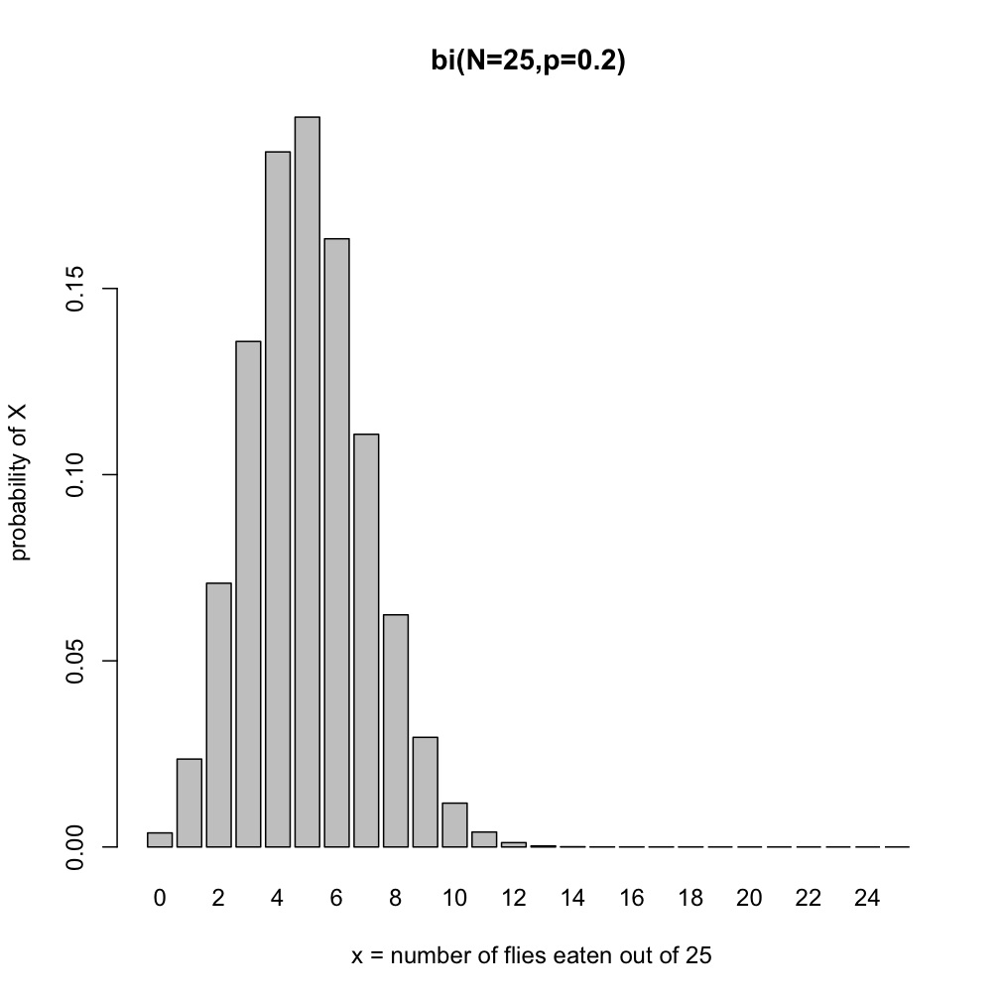 bi(N=25,p=0.2)
probability of X
0.15
0.10
0.05
0.00
0 2 4 6 8 10 12 14 16 18 20 22 24
x = number of flies eaten out of 25